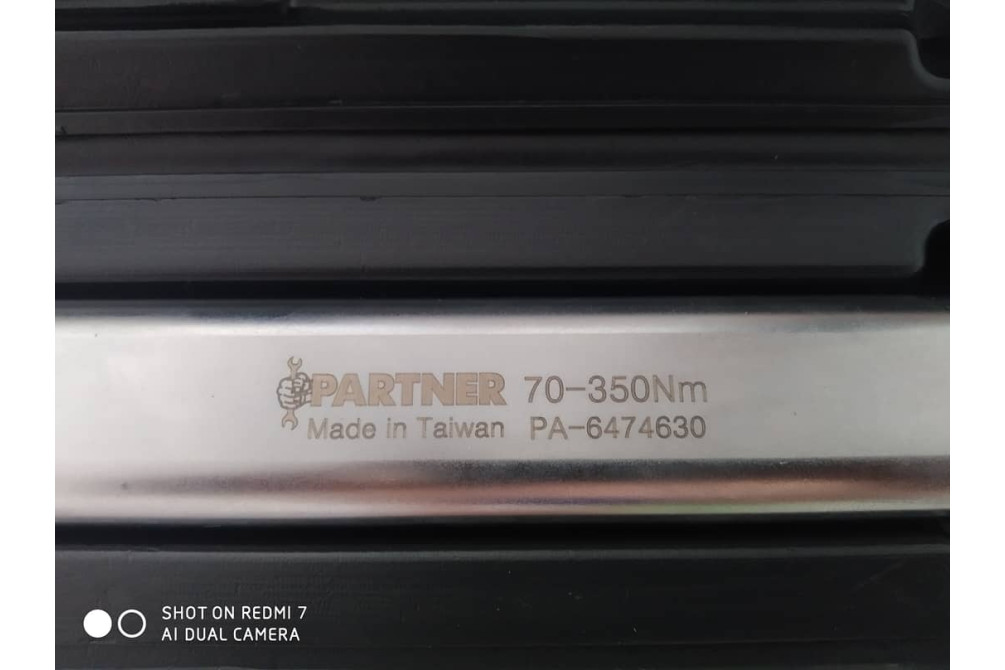 PARTNER 70-350Nm
Made in Taiwan PA-6474630
SHOT ON REDMI 7
AI DUAL CAMERA